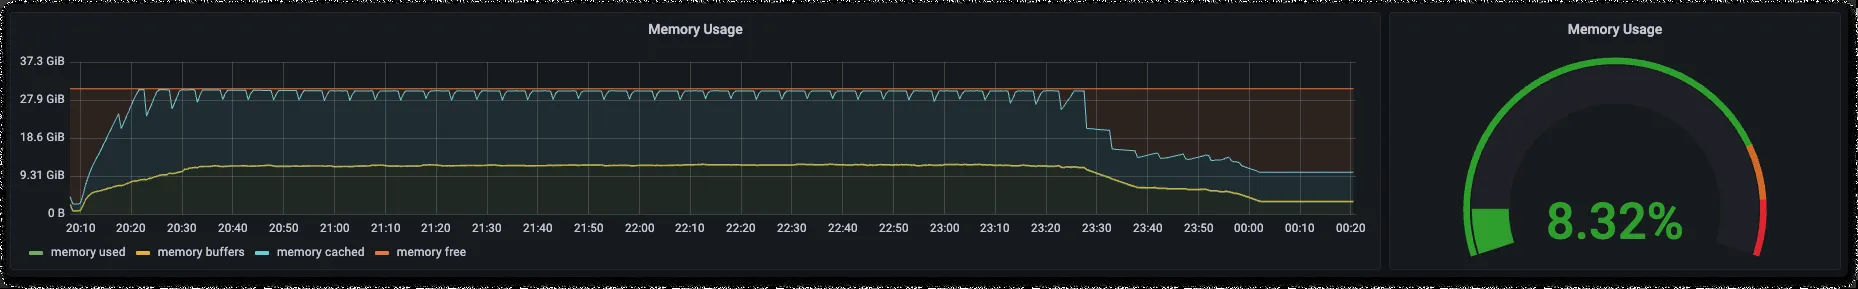 Memory Usage
37.3 GiB
27.9 GiB
18.6 GiB
9.31 GiB
0 B
20:10 20:20 20:30 20:40 20:50 21:00 21:10 21:20 21:30 21:40 21:50 22:00 22:10 22:20 22:30 22:40 22:50 23:00 23:10 23:20 23:30 23:40 23:50 00:00 00:10 00:20
memory used memory buffers memory cached memory free
Memory Usage
8.32%